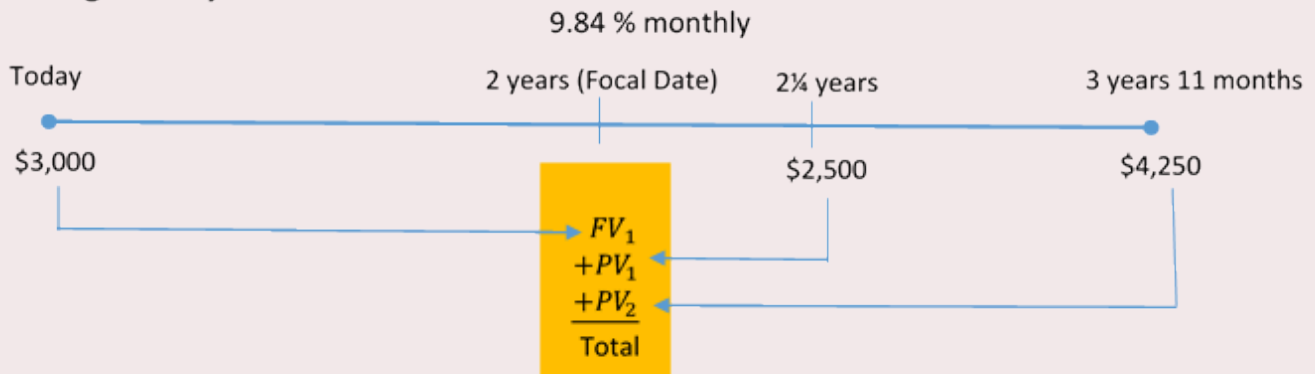 9.84 % monthly
Today
2 years (Focal Date)
2¼ years
3 years 11 months
$3,000
$2,500
$4,250
FV₁
+PV₁
+PV₂
Total